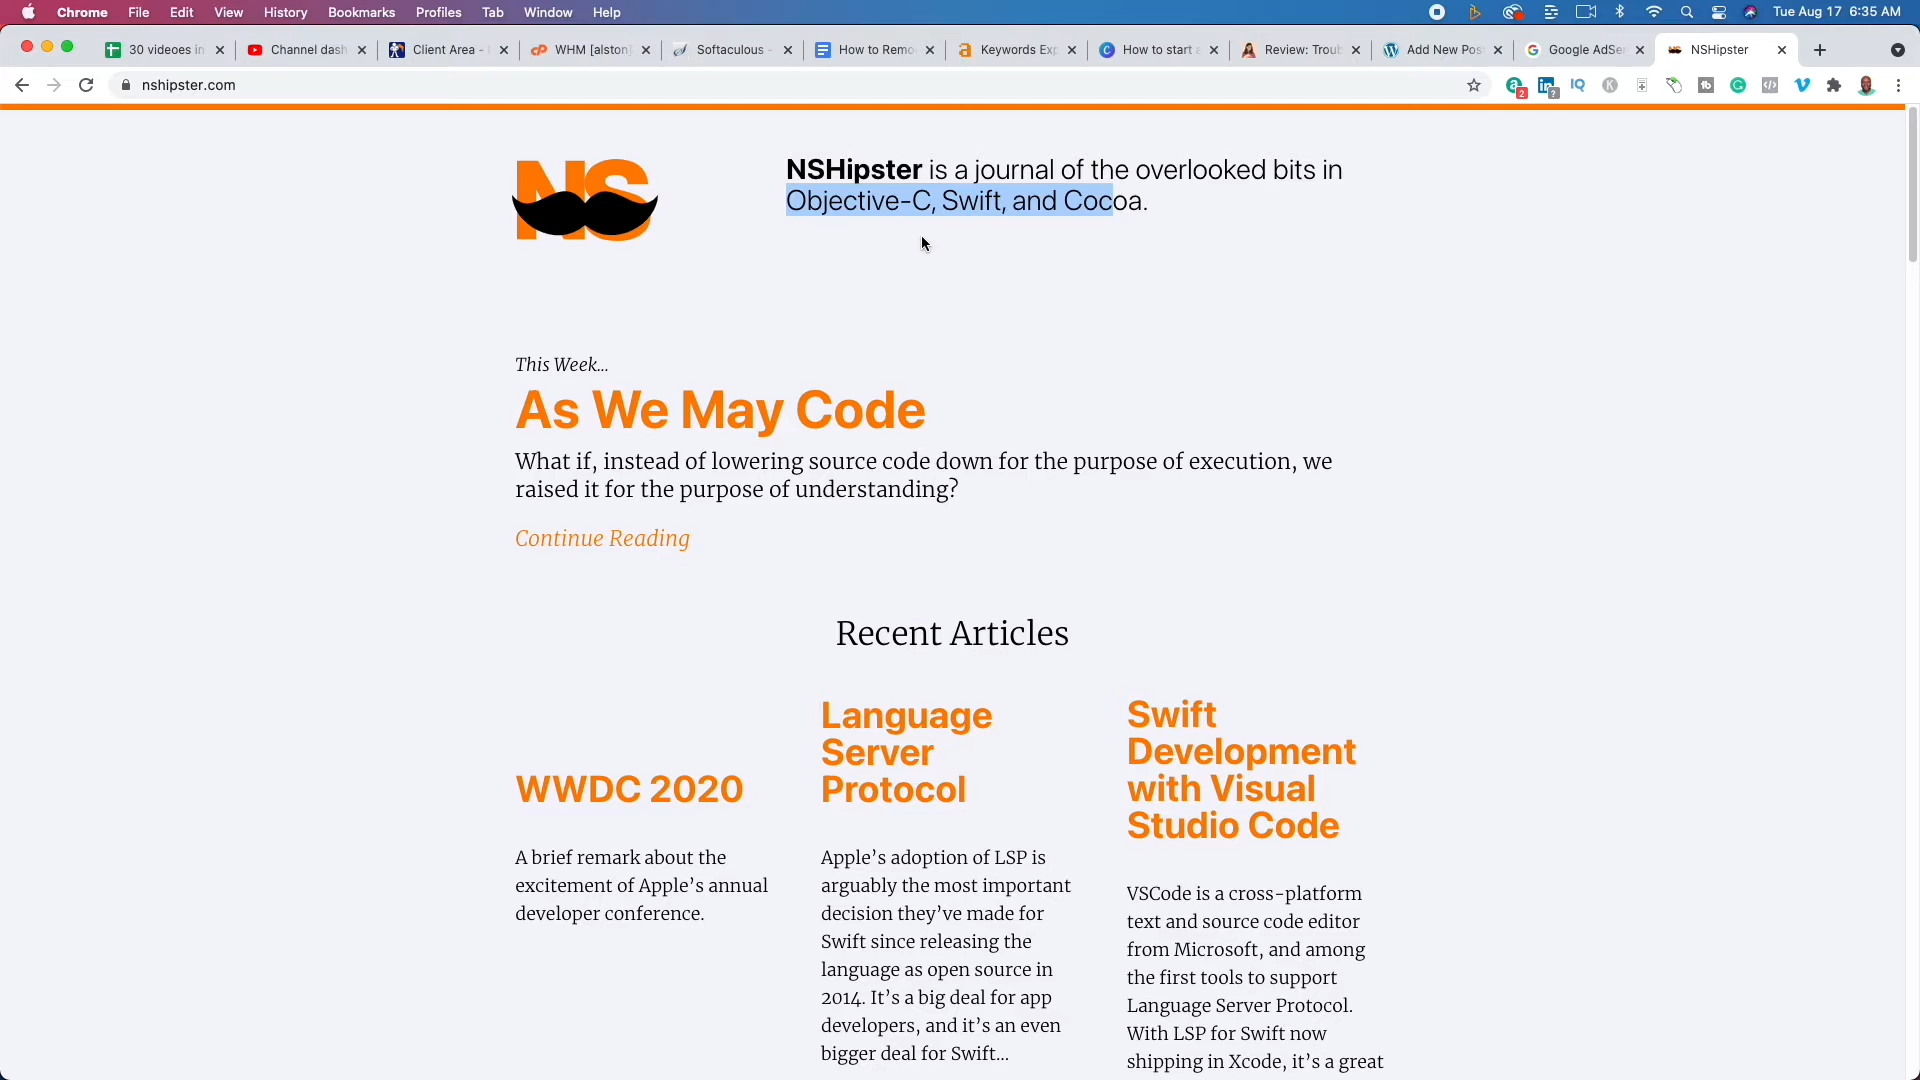 Chrome File Edit View History Bookmarks Profiles Tab Window Help Tue Aug 17 6:35 AM
30 videoes in Channel dash Client Area - WHM [alston Softaculous - How to Remo Keywords Exp How to start a Review: Troub Add New Pos Google AdSe NSHipster
nshipster.com
NS
NSHipster is a journal of the overlooked bits in
Objective-C, Swift, and Cocoa.
This Week…
As We May Code
What if, instead of lowering source code down for the purpose of execution, we
raised it for the purpose of understanding?
Continue Reading
Recent Articles
WWDC 2020
A brief remark about the
excitement of Apple’s annual
developer conference.
Language
Server
Protocol
Apple’s adoption of LSP is
arguably the most important
decision they’ve made for
Swift since releasing the
language as open source in
2014. It’s a big deal for app
developers, and it’s an even
bigger deal for Swift…
Swift
Development
with Visual
Studio Code
VSCode is a cross-platform
text and source code editor
from Microsoft, and among
the first tools to support
Language Server Protocol.
With LSP for Swift now
shipping in Xcode, it’s a great